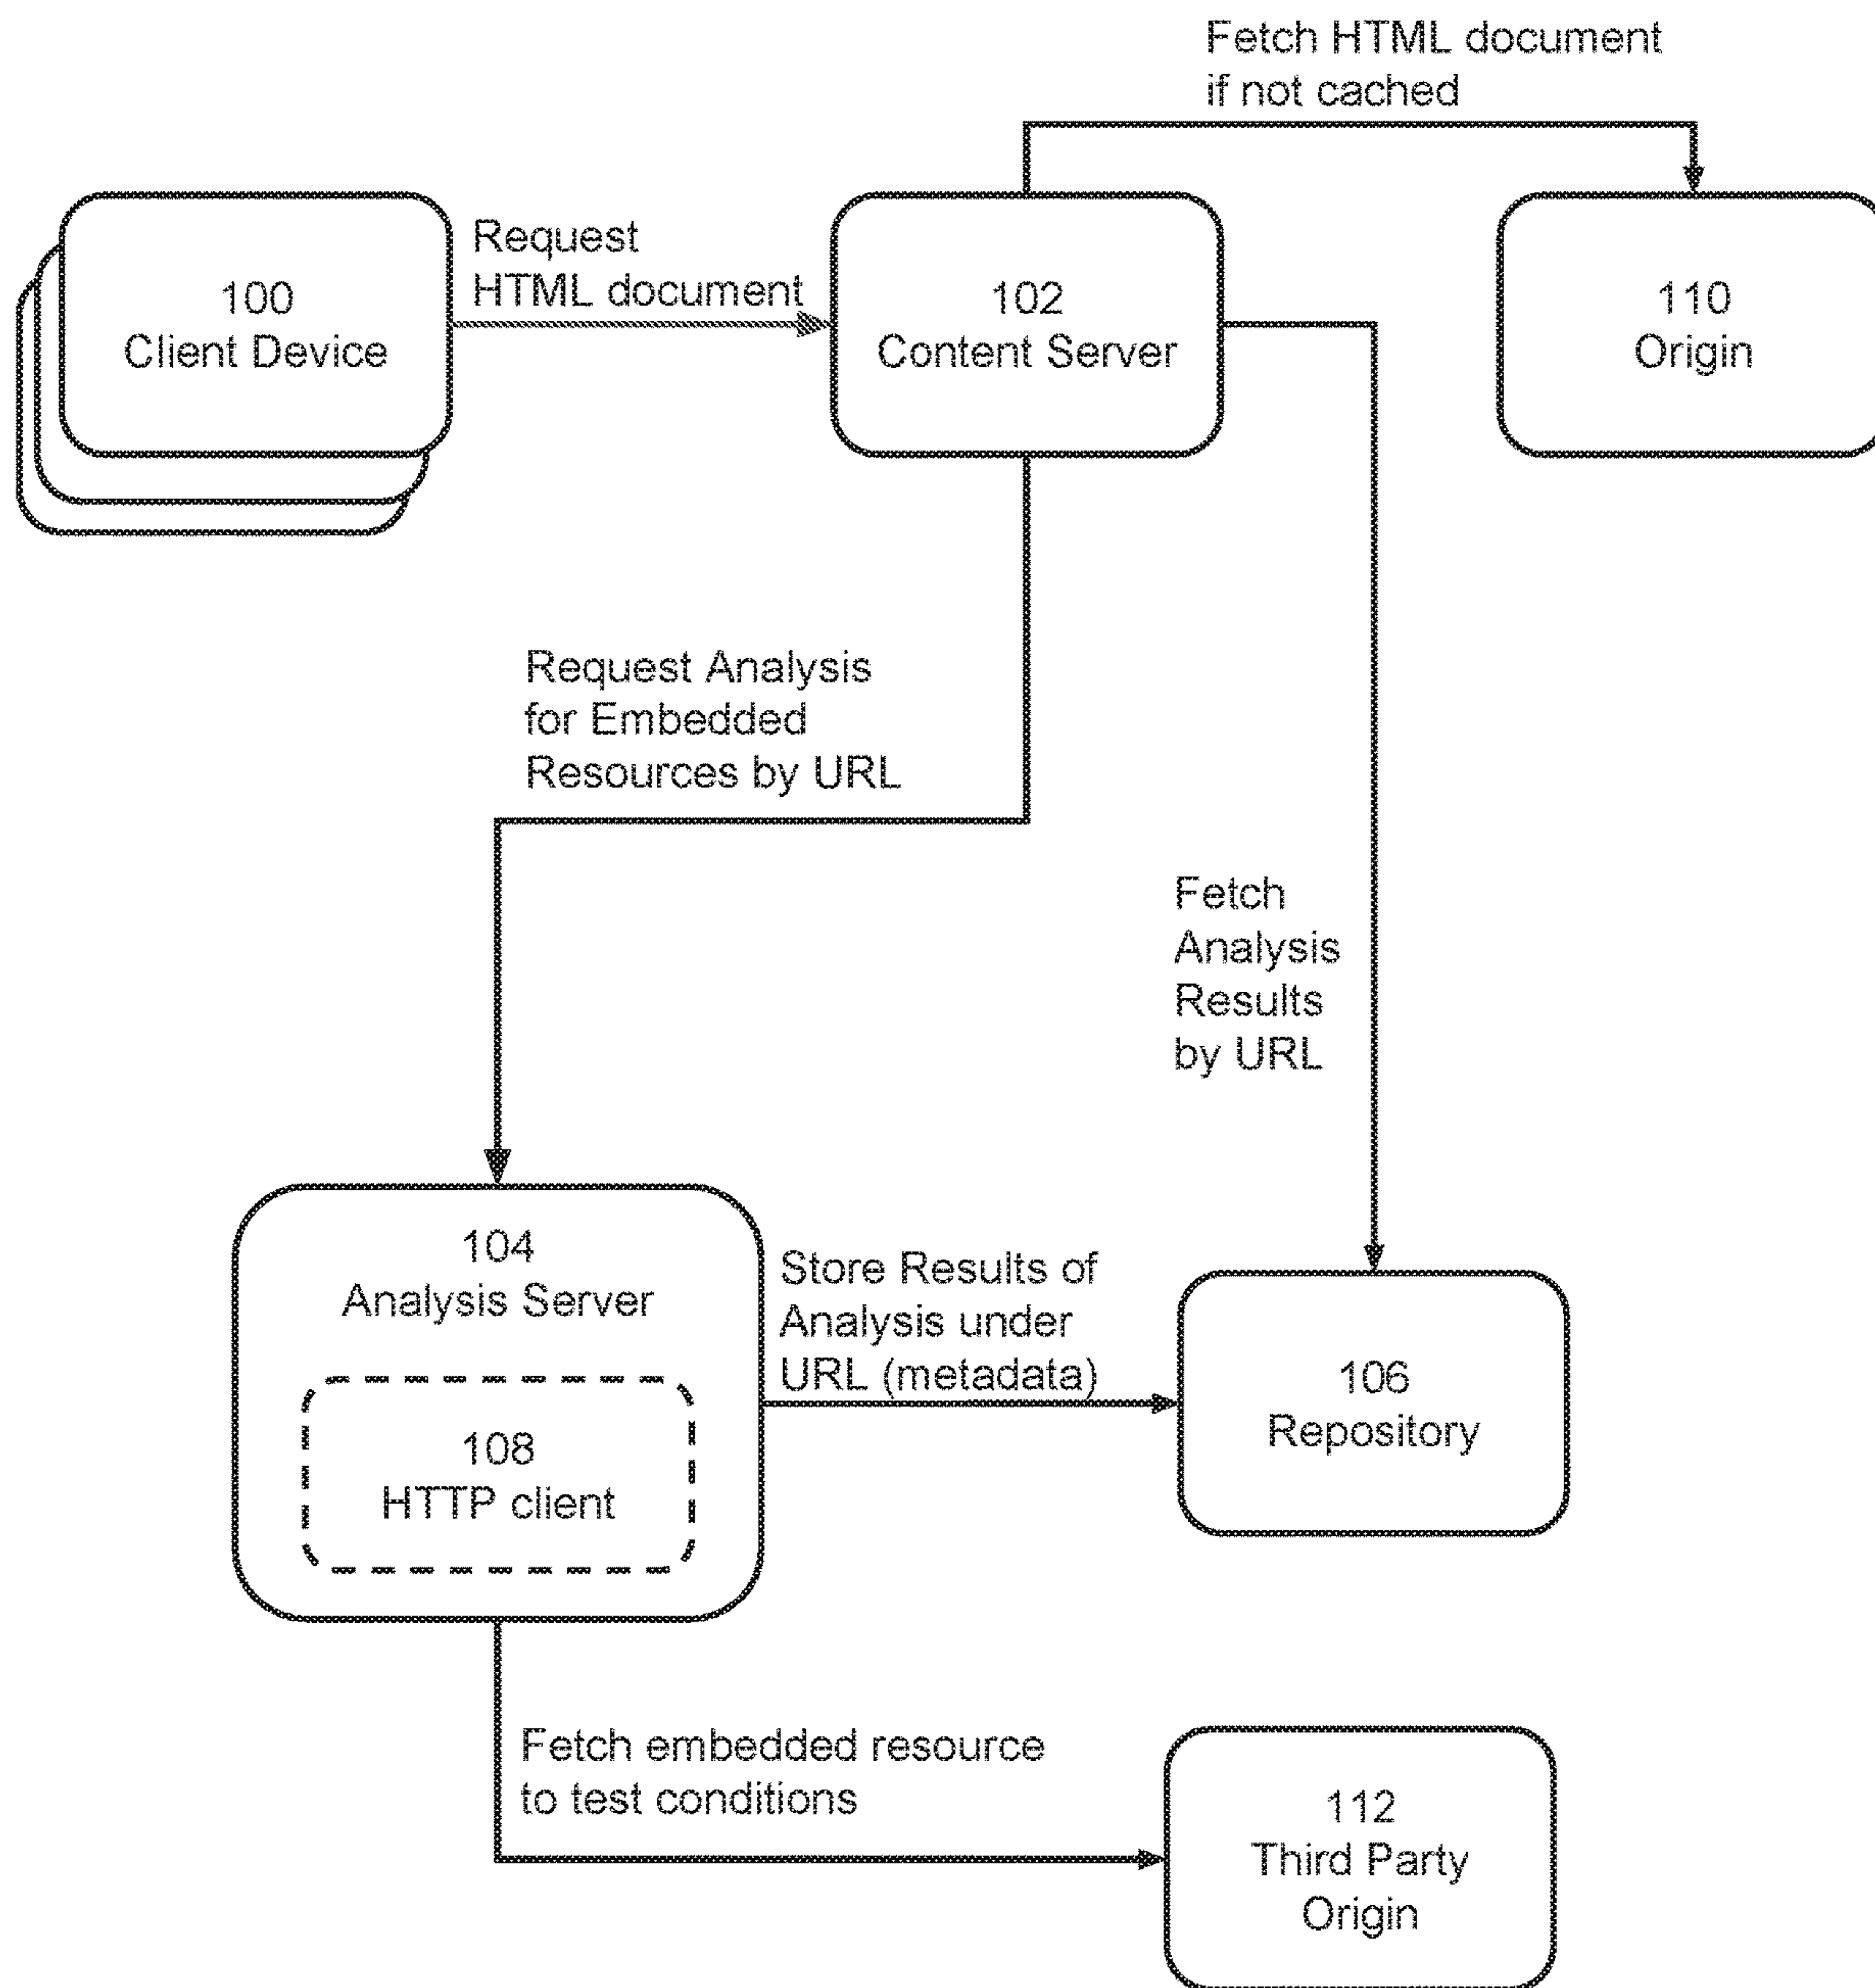 Fetch HTML document
if not cached
Request
HTML document
100
Client Device
102
Content Server
110
Origin
Request Analysis
for Embedded
Resources by URL
Fetch
Analysis
Results
by URL
104
Analysis Server
108
HTTP client
Store Results of
Analysis under
URL (metadata)
106
Repository
Fetch embedded resource
to test conditions
112
Third Party
Origin